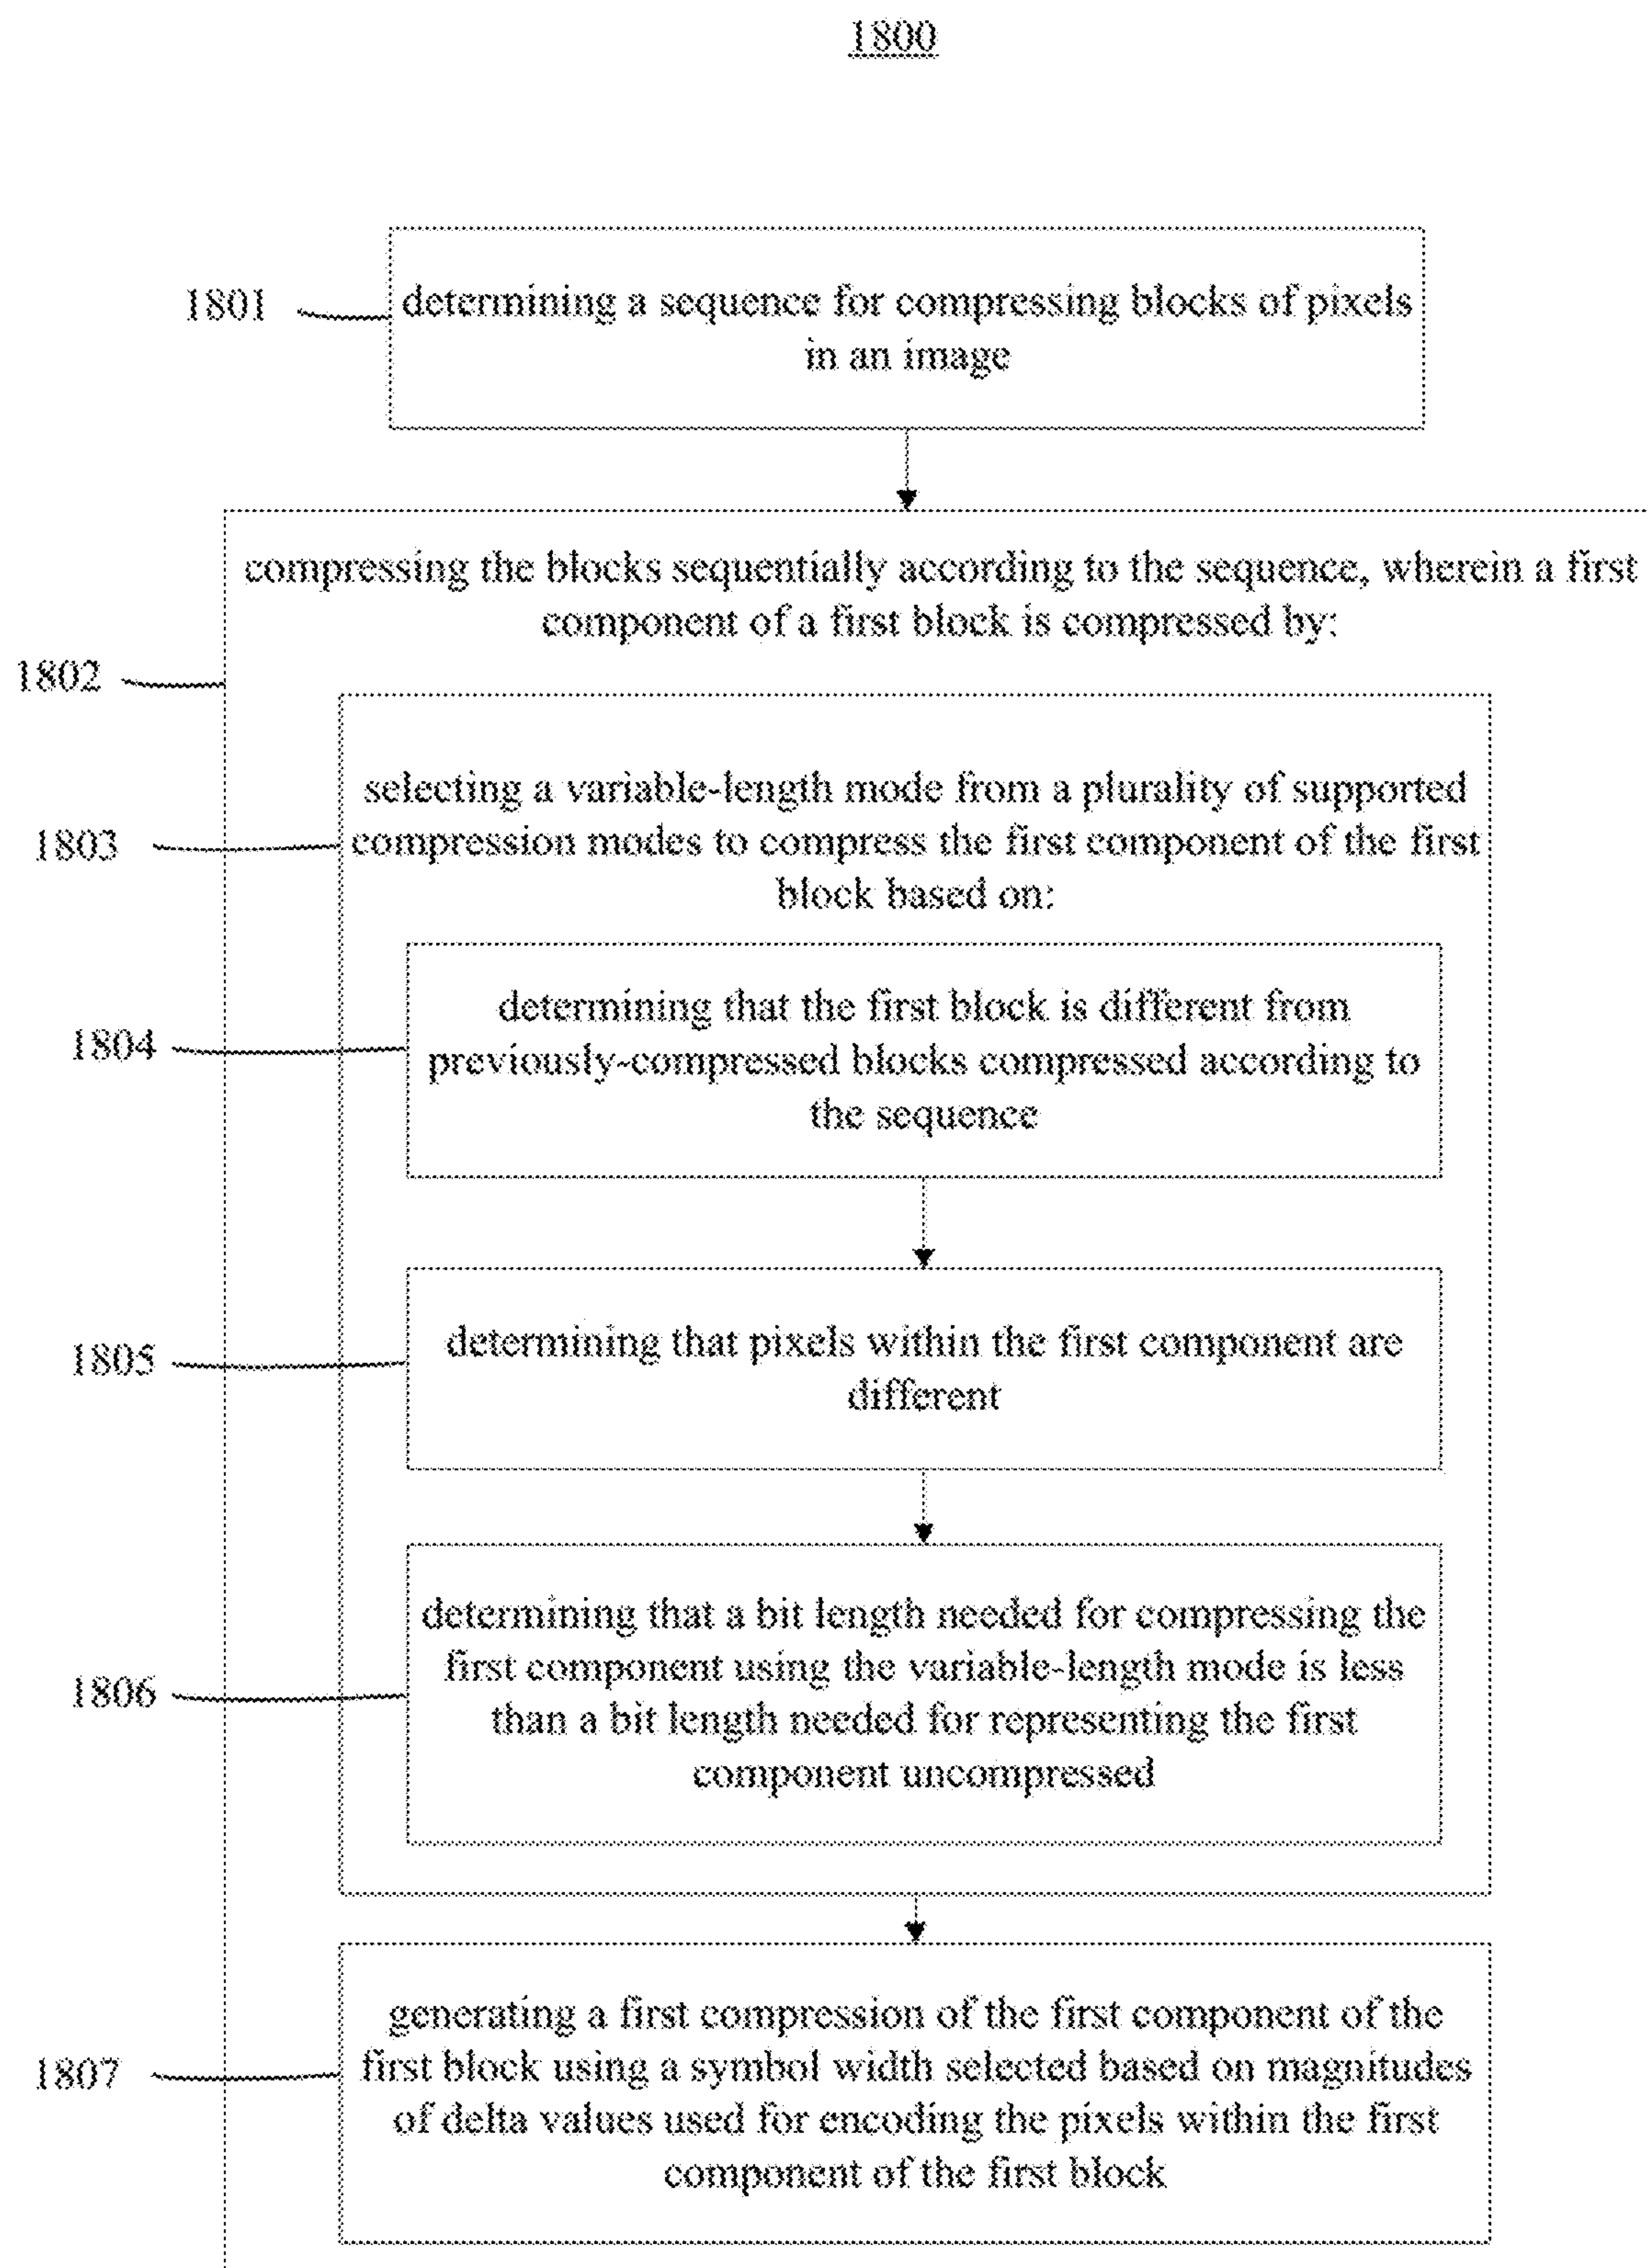 1800
1801
determining a sequence for compressing blocks of pixels
in an image
compressing the blocks sequentially according to the sequence, wherein a first
component of a first block is compressed by:
1802
selecting a variable-length mode from a plurality of supported
1803
compression modes to compress the first component of the first
block based on:
determining that the first block is different from
1804
previously-compressed blocks compressed according to
the sequence
determining that pixels within the first component are
1805
different
determining that a bit length needed for compressing the
first component using the variable-length mode is less
1806
than a bit length needed for representing the first
component uncompressed
generating a first compression of the first component of the
1807
first block using a symbol width selected based on magnitudes
of delta values used for encoding the pixels within the first
component of the first block